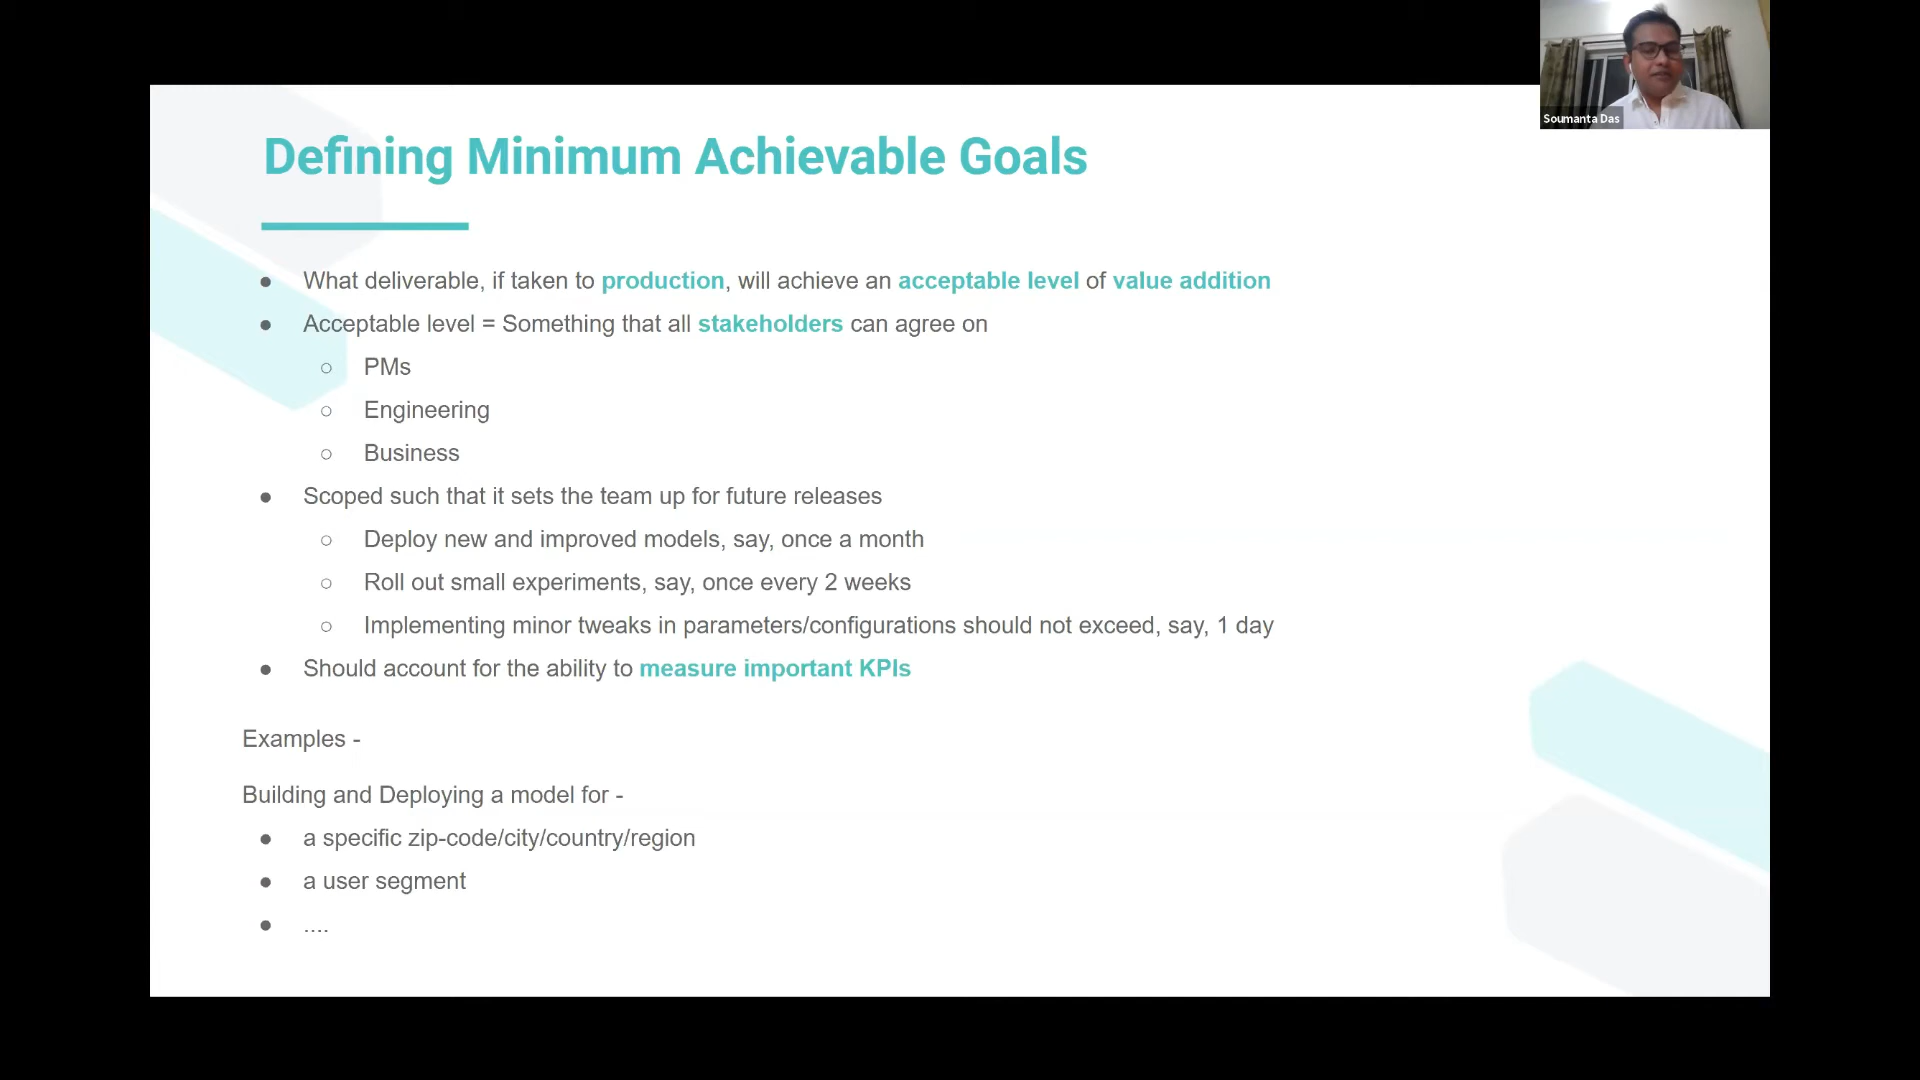 Soumanta Das
Defining Minimum Achievable Goals
● What deliverable, if taken to production, will achieve an acceptable level of value addition
● Acceptable level = Something that all stakeholders can agree on
○ PMs
○ Engineering
○ Business
● Scoped such that it sets the team up for future releases
○ Deploy new and improved models, say, once a month
○ Roll out small experiments, say, once every 2 weeks
○ Implementing minor tweaks in parameters/configurations should not exceed, say, 1 day
● Should account for the ability to measure important KPIs
Examples -
Building and Deploying a model for -
● a specific zip-code/city/country/region
● a user segment
● ....